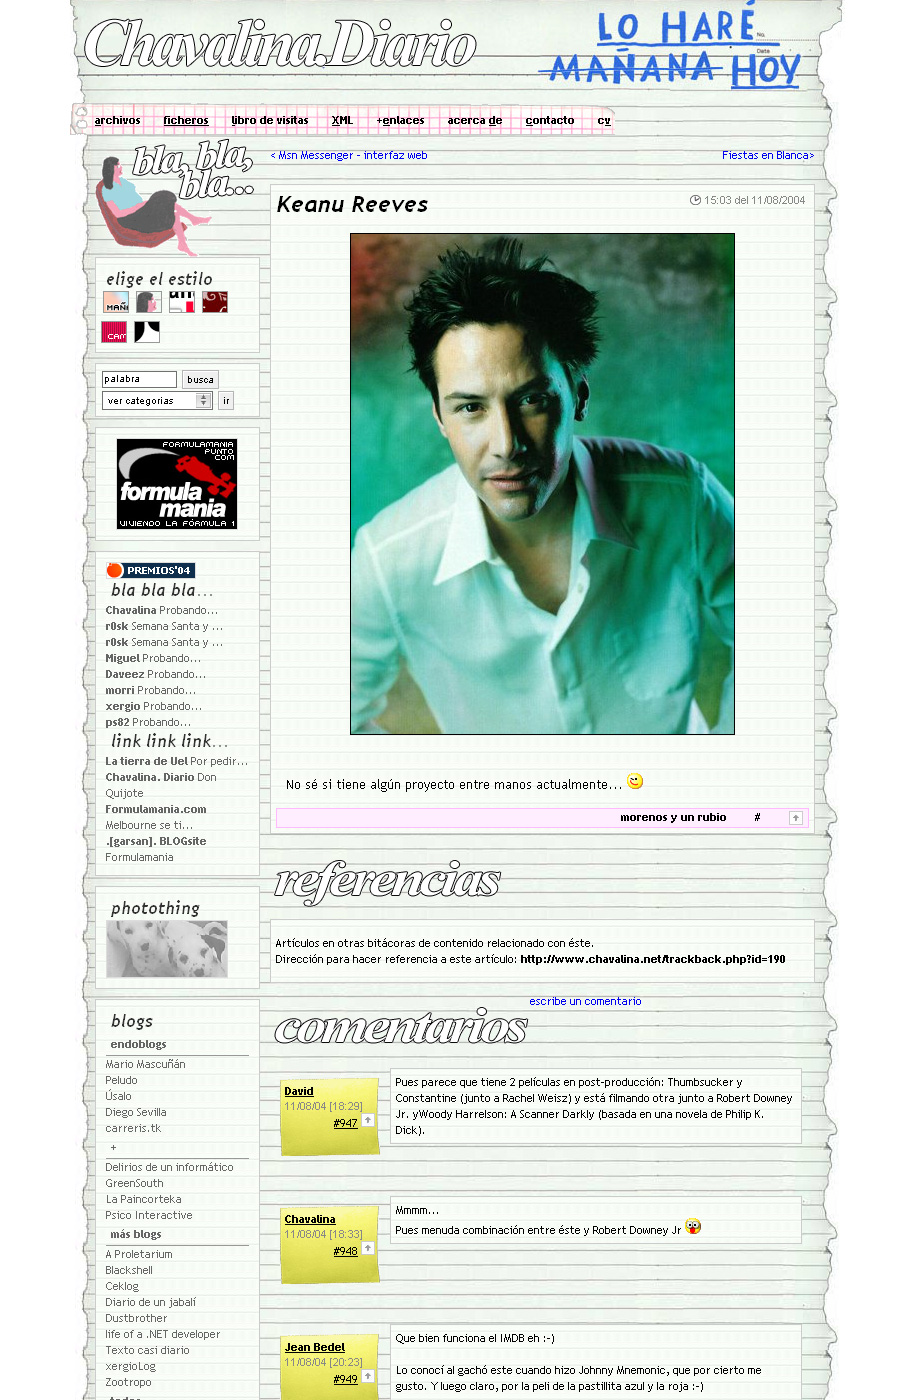 Chavalina.Diario
LO HARÉ
MAÑANA HOY
No.
Date
archivos ficheros libro de visitas XML +enlaces acerca de contacto cv
bla, bla,
bla...
< Msn Messenger - interfaz web Fiestas en Blanca>
Keanu Reeves
15:03 del 11/08/2004
elige el estilo
palabra busca
ver categorias ir
FORMULAMANIA
PUNTO
COM
formula
mania
VIVIENDO LA FÓRMULA 1
PREMIOS'04
bla bla bla...
Chavalina Probando...
r0sk Semana Santa y ...
r0sk Semana Santa y ...
Miguel Probando...
Daveez Probando...
morri Probando...
xergio Probando...
ps82 Probando...
link link link...
La tierra de Uel Por pedir...
Chavalina. Diario Don
Quijote
Formulamania.com
Melbourne se ti...
.[garsan]. BLOGsite
Formulamania
photothing
blogs
endoblogs
Mario Mascuñán
Peludo
Úsalo
Diego Sevilla
carreris.tk
+
Delirios de un informático
GreenSouth
La Paincorteka
Psico Interactive
más blogs
A Proletarium
Blackshell
Ceklog
Diario de un jabalí
Dustbrother
life of a .NET developer
Texto casi diario
xergioLog
Zootropo
No sé si tiene algún proyecto entre manos actualmente...
morenos y un rubio #
referencias
Artículos en otras bitácoras de contenido relacionado con éste.
Dirección para hacer referencia a este artículo: http://www.chavalina.net/trackback.php?id=190
escribe un comentario
comentarios
David
11/08/04 [18:29]
#947
Pues parece que tiene 2 películas en post-producción: Thumbsucker y
Constantine (junto a Rachel Weisz) y está filmando otra junto a Robert Downey
Jr. yWoody Harrelson: A Scanner Darkly (basada en una novela de Philip K.
Dick).
Chavalina
11/08/04 [18:33]
#948
Mmmm...
Pues menuda combinación entre éste y Robert Downey Jr
Jean Bedel
11/08/04 [20:23]
#949
Que bien funciona el IMDB eh :-)
Lo conocí al gachó este cuando hizo Johnny Mnemonic, que por cierto me
gusto. Y luego claro, por la peli de la pastillita azul y la roja :-)